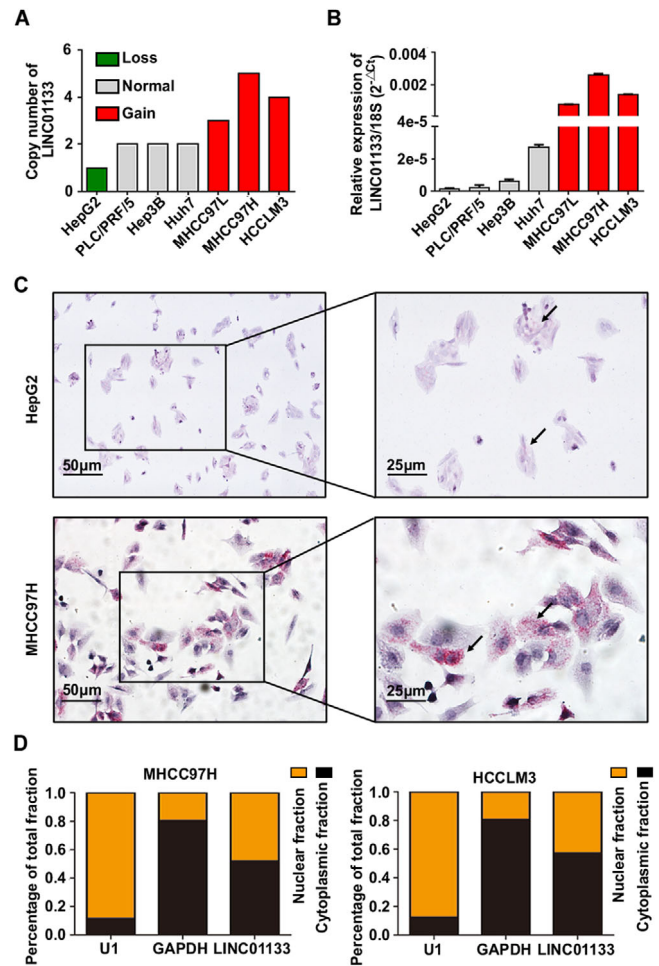 A
Copy number of
LINC01133
6
4
2
0
Loss
Normal
Gain
HepG2
PLC/PRF/5
Hep3B
Huh7
MHCC97L
MHCC97H
HCCLM3
B
Relative expression of
LINC01133/18S (2^-△Ct)
0.004
0.002
4e-5
2e-5
0
HepG2
PLC/PRF/5
Hep3B
Huh7
MHCC97L
MHCC97H
HCCLM3
C
HepG2
50μm
25μm
MHCC97H
50μm
25μm
D
MHCC97H
Percentage of total fraction
1.0
0.8
0.6
0.4
0.2
0.0
U1
GAPDH
LINC01133
Nuclear fraction
Cytoplasmic fraction
HCCLM3
Percentage of total fraction
1.0
0.8
0.6
0.4
0.2
0.0
U1
GAPDH
LINC01133
Nuclear fraction
Cytoplasmic fraction